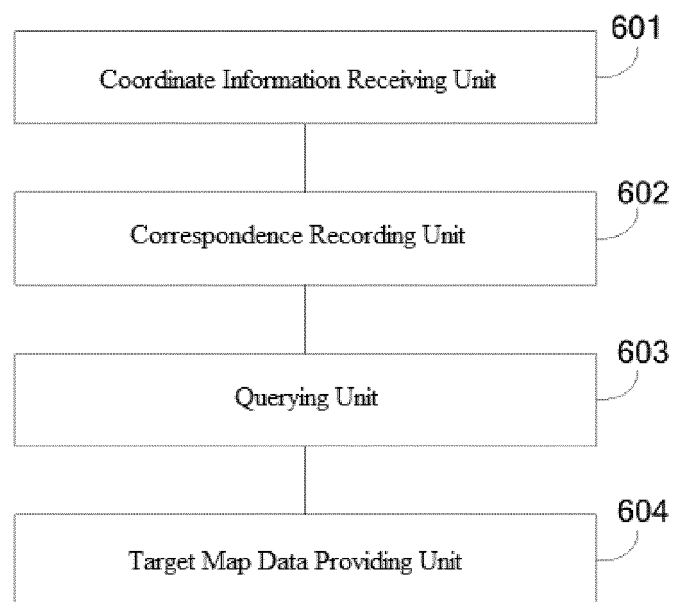 601
Coordinate Information Receiving Unit
602
Correspondence Recording Unit
603
Querying Unit
604
Target Map Data Providing Unit